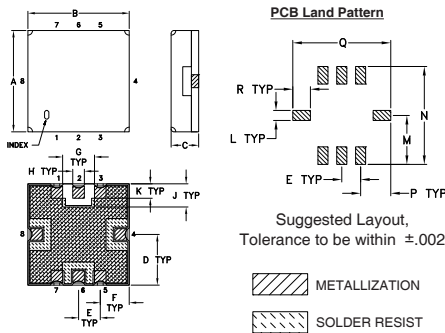 PCB Land Pattern
B
7 6 5
A
8
4
INDEX
1 2 3
C
Q
R TYP
L TYP
N
M
E TYP
P TYP
G
TYP
H TYP
1 2 3
K TYP
J TYP
8
4
D TYP
7 6 5
E
TYP
F
TYP
Suggested Layout,
Tolerance to be within ±.002
METALLIZATION
SOLDER RESIST